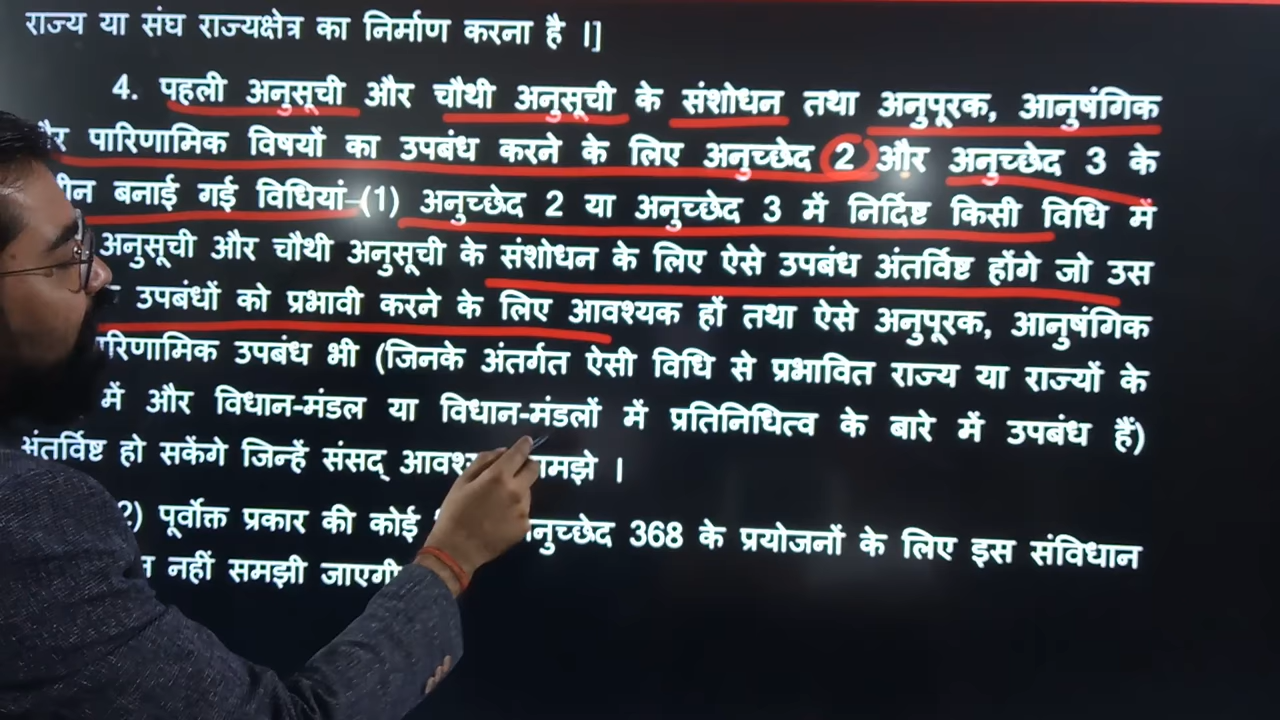 राज्य या संघ राज्यक्षेत्र का निर्माण करना है ।]
4. पहली अनुसूची और चौथी अनुसूची के संशोधन तथा अनुपूरक, आनुषंगिक
पारिणामिक विषयों का उपबंध करने के लिए अनुच्छेद 2 और अनुच्छेद 3 के
बनाई गई विधियां–(1) अनुच्छेद 2 या अनुच्छेद 3 में निर्दिष्ट किसी विधि में
अनुसूची और चौथी अनुसूची के संशोधन के लिए ऐसे उपबंध अंतर्विष्ट होंगे जो उस
उपबंधों को प्रभावी करने के लिए आवश्यक हों तथा ऐसे अनुपूरक, आनुषंगिक
पारिणामिक उपबंध भी (जिनके अंतर्गत ऐसी विधि से प्रभावित राज्य या राज्यों के
में और विधान-मंडल या विधान-मंडलों में प्रतिनिधित्व के बारे में उपबंध हैं)
अंतर्विष्ट हो सकेंगे जिन्हें संसद् समझे ।
(2) पूर्वोक्त प्रकार की कोई अनुच्छेद 368 के प्रयोजनों के लिए इस संविधान
नहीं समझी जाएगी